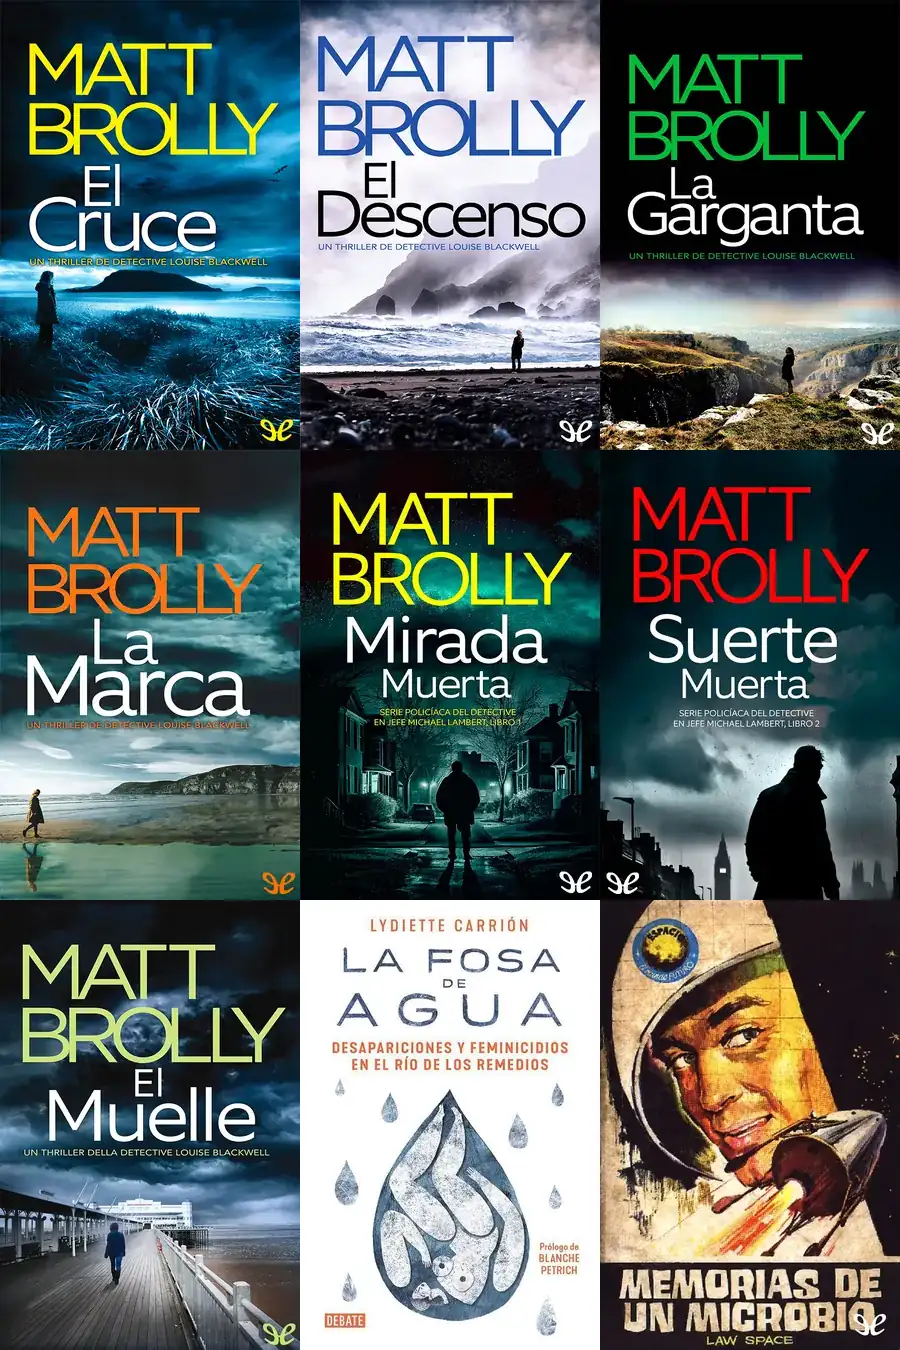 MATT
BROLLY
El
Cruce
UN THRILLER DE DETECTIVE LOUISE BLACKWELL
MATT
BROLLY
El
Descenso
UN THRILLER DE DETECTIVE LOUISE BLACKWELL
MATT
BROLLY
La
Garganta
UN THRILLER DE DETECTIVE LOUISE BLACKWELL
MATT
BROLLY
La
Marca
UN THRILLER DE DETECTIVE LOUISE BLACKWELL
MATT
BROLLY
Mirada
Muerta
SERIE POLICÍACA DEL DETECTIVE
EN JEFE MICHAEL LAMBERT, LIBRO 1
MATT
BROLLY
Suerte
Muerta
SERIE POLICÍACA DEL DETECTIVE
EN JEFE MICHAEL LAMBERT, LIBRO 2
MATT
BROLLY
El
Muelle
UN THRILLER DELLA DETECTIVE LOUISE BLACKWELL
LYDIETTE CARRIÓN
LA FOSA
DE
AGUA
DESAPARICIONES Y FEMINICIDIOS
EN EL RÍO DE LOS REMEDIOS
Prólogo de
BLANCHE
PETRICH
DEBATE
ESPACIO
EL MUNDO FUTURO
MEMORIAS DE
UN MICROBIO
LAW SPACE